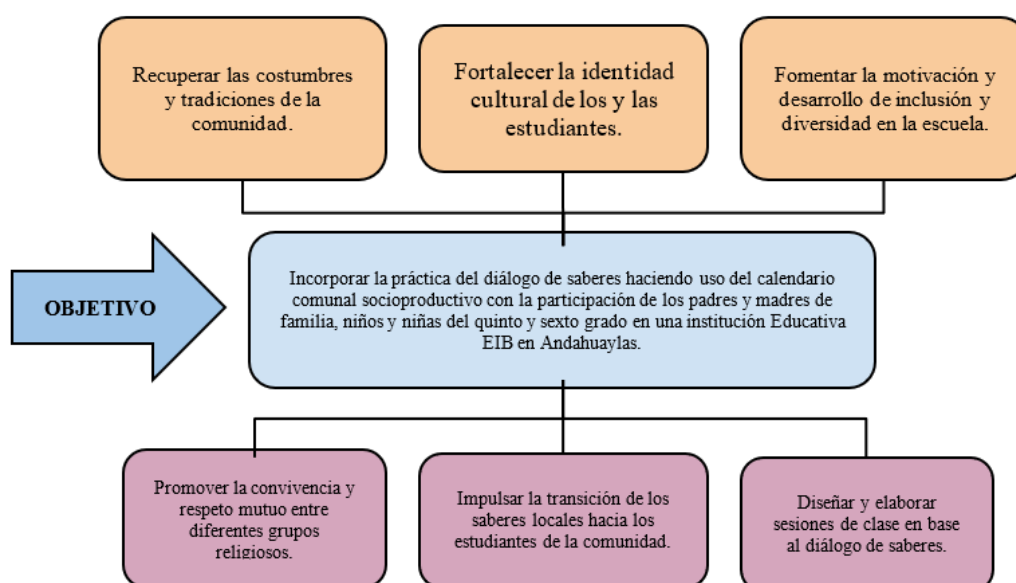 Recuperar las costumbres
y tradiciones de la
comunidad.
Fortalecer la identidad
cultural de los y las
estudiantes.
Fomentar la motivación y
desarrollo de inclusión y
diversidad en la escuela.
OBJETIVO
Incorporar la práctica del diálogo de saberes haciendo uso del calendario
comunal socioproductivo con la participación de los padres y madres de
familia, niños y niñas del quinto y sexto grado en una institución Educativa
EIB en Andahuaylas.
Promover la convivencia y
respeto mutuo entre
diferentes grupos
religiosos.
Impulsar la transición de los
saberes locales hacia los
estudiantes de la comunidad.
Diseñar y elaborar
sesiones de clase en base
al diálogo de saberes.